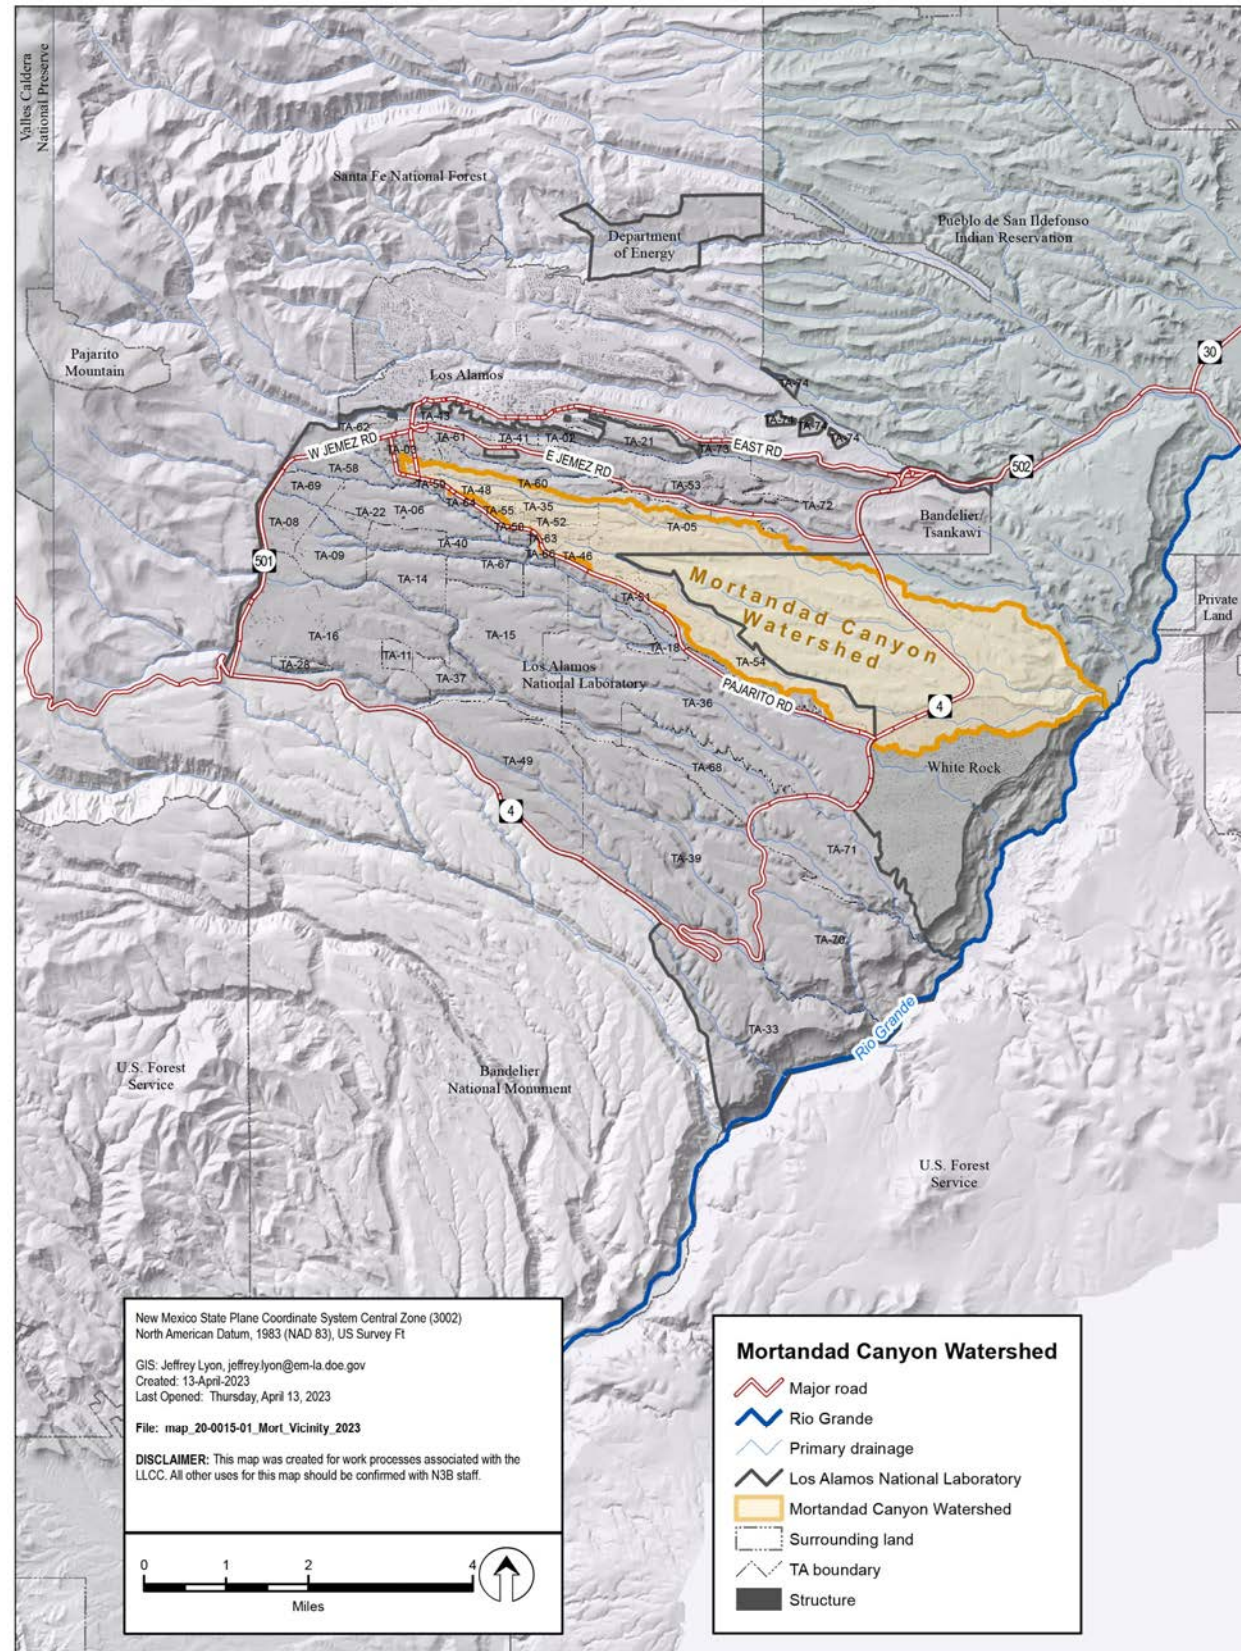 Valles Caldera
National Preserve
Santa Fe National Forest
Department
of Energy
Pueblo de San Ildefonso
Indian Reservation
30
Pajarito
Mountain
Los Alamos
TA-74
TA-74
TA-74
TA-74
TA-43
TA-62
W JEMEZ RD
TA-03
TA-61
TA-41
TA-02
TA-21
TA-73
EAST RD
502
E JEMEZ RD
TA-58
TA-59
TA-48
TA-60
TA-53
TA-72
TA-69
TA-64
TA-55
TA-35
TA-22
TA-06
TA-08
TA-50
TA-52
TA-05
Bandelier/
Tsankawi
TA-40
TA-63
TA-09
TA-66
TA-46
TA-67
501
TA-14
TA-51
Mortandad Canyon
Watershed
Private
Land
TA-16
TA-15
TA-11
TA-18
TA-28
TA-37
Los Alamos
National Laboratory
TA-54
PAJARITO RD
TA-36
4
TA-49
TA-68
White Rock
4
TA-39
TA-71
TA-70
TA-33
Rio Grande
U.S. Forest
Service
Bandelier
National Monument
U.S. Forest
Service
New Mexico State Plane Coordinate System Central Zone (3002)
North American Datum, 1983 (NAD 83), US Survey Ft
GIS: Jeffrey Lyon, jeffrey.lyon@em-la.doe.gov
Created: 13-April-2023
Last Opened: Thursday, April 13, 2023
File: map_20-0015-01_Mort_Vicinity_2023
DISCLAIMER: This map was created for work processes associated with the
LLCC. All other uses for this map should be confirmed with N3B staff.
0 1 2 4
Miles
Mortandad Canyon Watershed
Major road
Rio Grande
Primary drainage
Los Alamos National Laboratory
Mortandad Canyon Watershed
Surrounding land
TA boundary
Structure